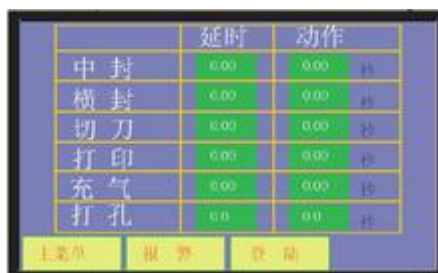 延时 动作
中 封 0.00 0.00 秒
横 封 0.00 0.00 秒
切 刀 0.00 0.00 秒
打 印 0.00 0.00 秒
充 气 0.00 0.00 秒
打 孔 0.0 0.0 秒
主菜单 报 警 登 陆